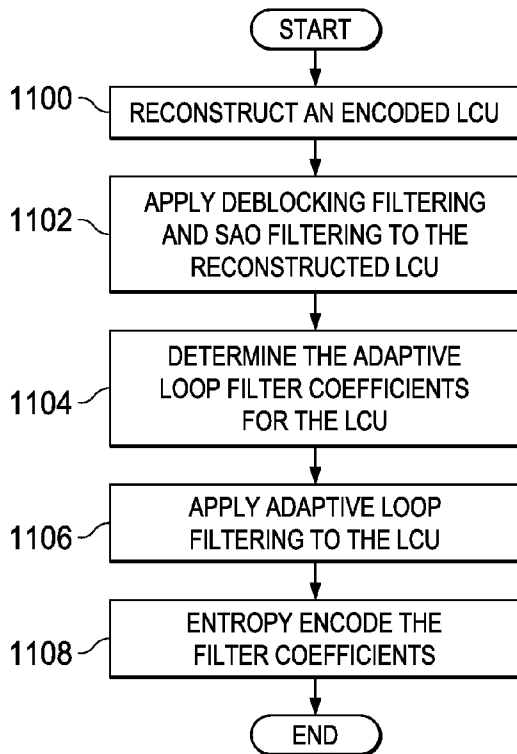 START
1100
RECONSTRUCT AN ENCODED LCU
1102
APPLY DEBLOCKING FILTERING
AND SAO FILTERING TO THE
RECONSTRUCTED LCU
1104
DETERMINE THE ADAPTIVE
LOOP FILTER COEFFICIENTS
FOR THE LCU
1106
APPLY ADAPTIVE LOOP
FILTERING TO THE LCU
1108
ENTROPY ENCODE THE
FILTER COEFFICIENTS
END